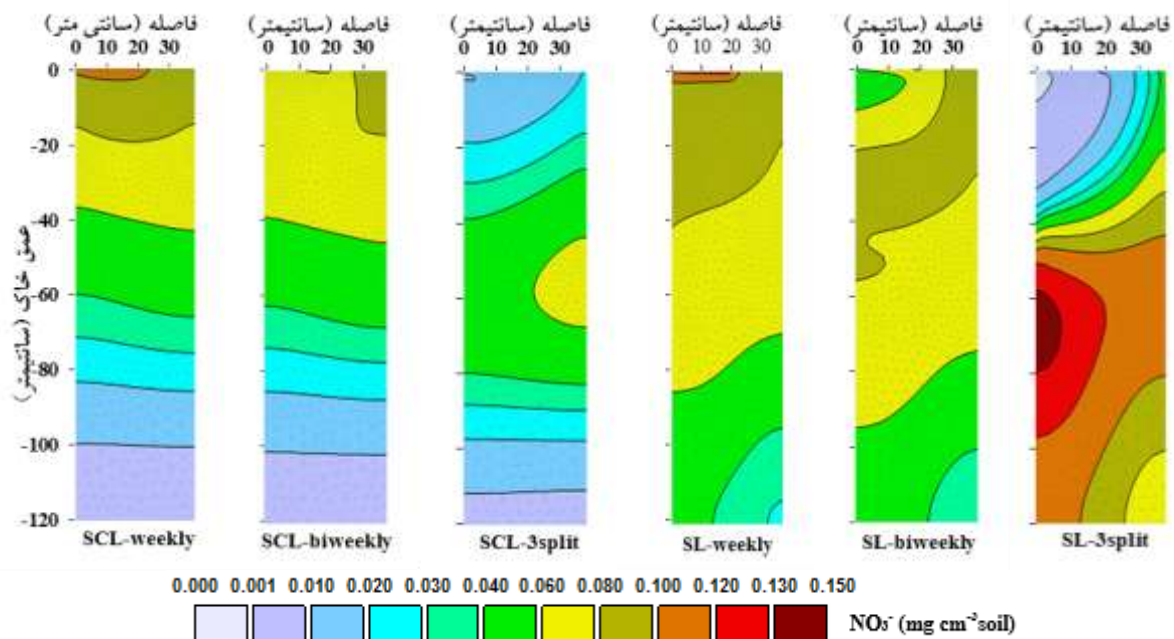 فاصله (سانتی متر) فاصله (سانتیمتر) فاصله (سانتیمتر) فاصله (سانتیمتر) فاصله (سانتیمتر) فاصله (سانتیمتر)
0 10 20 30 0 10 20 30 0 10 20 30 0 10 20 30 0 10 20 30 0 10 20 30
0
-20
-40
-60
-80
-100
-120
عمق خاک (سانتیمتر)
SCL-weekly SCL-biweekly SCL-3split SL-weekly SL-biweekly SL-3split
0.000 0.001 0.010 0.020 0.030 0.040 0.060 0.080 0.100 0.120 0.130 0.150
NO₃⁻ (mg cm⁻³soil)